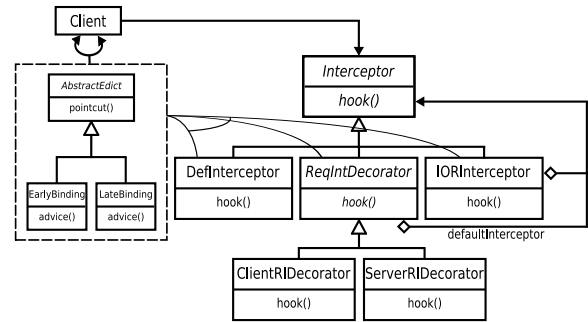 Client
Interceptor
hook()
AbstractEdict
pointcut()
EarlyBinding
advice()
LateBinding
advice()
DefInterceptor
hook()
ReqIntDecorator
hook()
IORInterceptor
hook()
defaultInterceptor
ClientRIDecorator
hook()
ServerRIDecorator
hook()